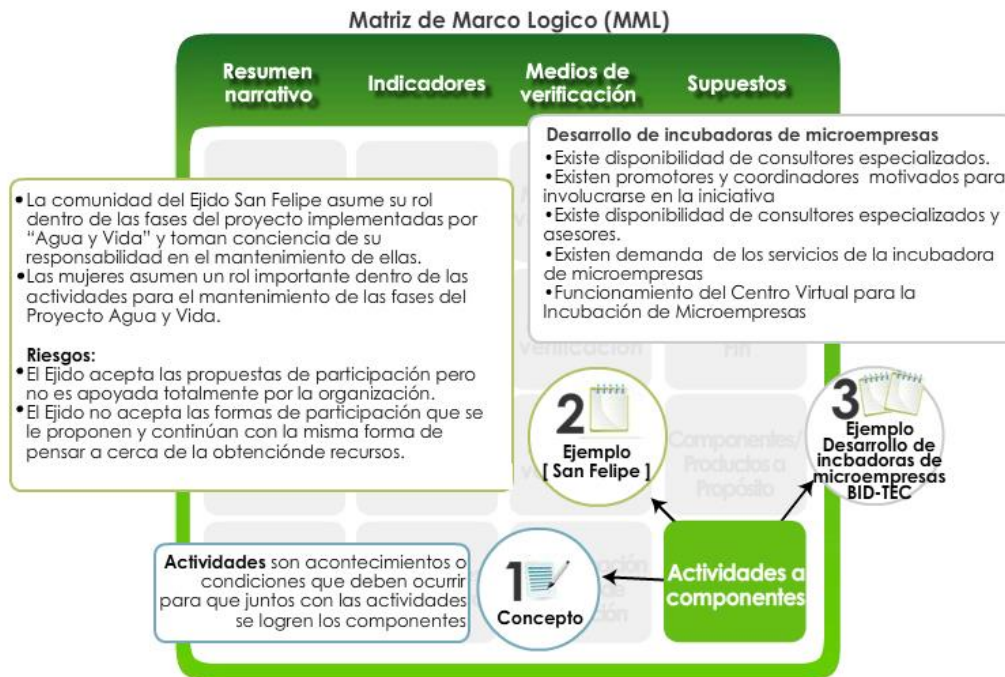 Matriz de Marco Logico (MML)
Resumen
narrativo
Indicadores
Medios de
verificación
Supuestos
Desarrollo de incubadoras de microempresas
•Existe disponibilidad de consultores especializados.
•Existen promotores y coordinadores motivados para
involucrarse en la iniciativa
•Existe disponibilidad de consultores especializados y
asesores.
•Existen demanda de los servicios de la incubadora
de microempresas
•Funcionamiento del Centro Virtual para la
Incubación de Microempresas
•La comunidad del Ejido San Felipe asume su rol
dentro de las fases del proyecto implementadas por
“Agua y Vida” y toman conciencia de su
responsabilidad en el mantenimiento de ellas.
•Las mujeres asumen un rol importante dentro de las
actividades para el mantenimiento de las fases del
Proyecto Agua y Vida.
Riesgos:
•El Ejido acepta las propuestas de participación pero
no es apoyada totalmente por la organización.
•El Ejido no acepta las formas de participación que se
le proponen y continúan con la misma forma de
pensar a cerca de la obtenciónde recursos.
verificación
Fin
2
Ejemplo
[ San Felipe ]
Componentes/
Productos a
Propósito
3
Ejemplo
Desarrollo de
incbadoras de
microempresas
BID-TEC
Actividades son acontecimientos o
condiciones que deben ocurrir
para que juntos con las actividades
se logren los componentes
1
Concepto
Actividades a
componentes